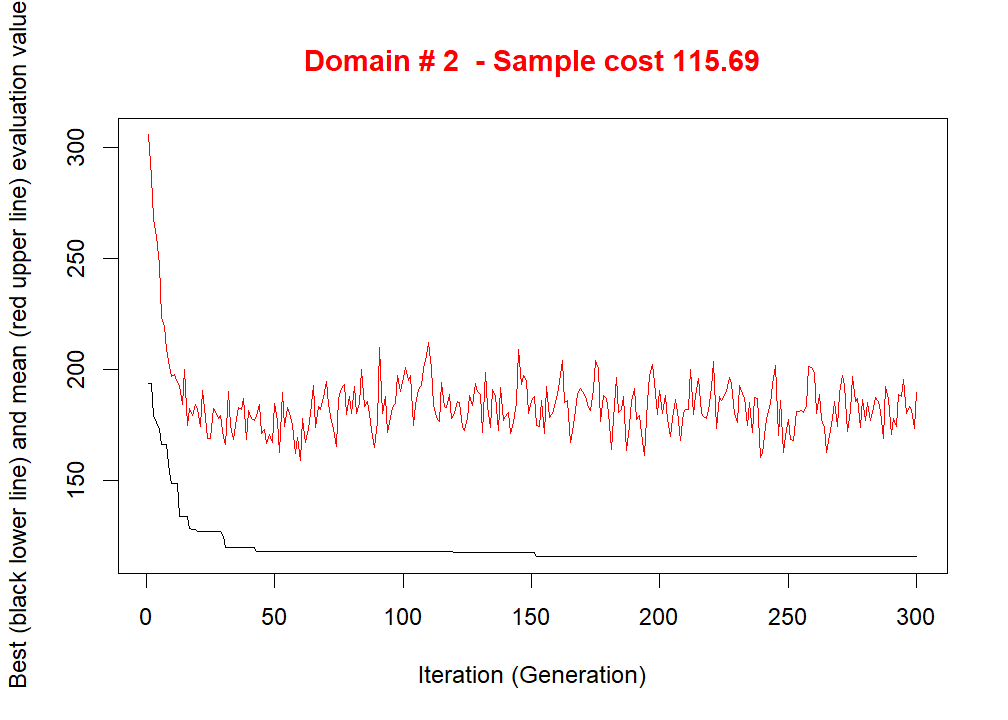 Domain # 2  - Sample cost 115.69
Best (black lower line) and mean (red upper line) evaluation value
300
250
200
150
0 50 100 150 200 250 300
Iteration (Generation)